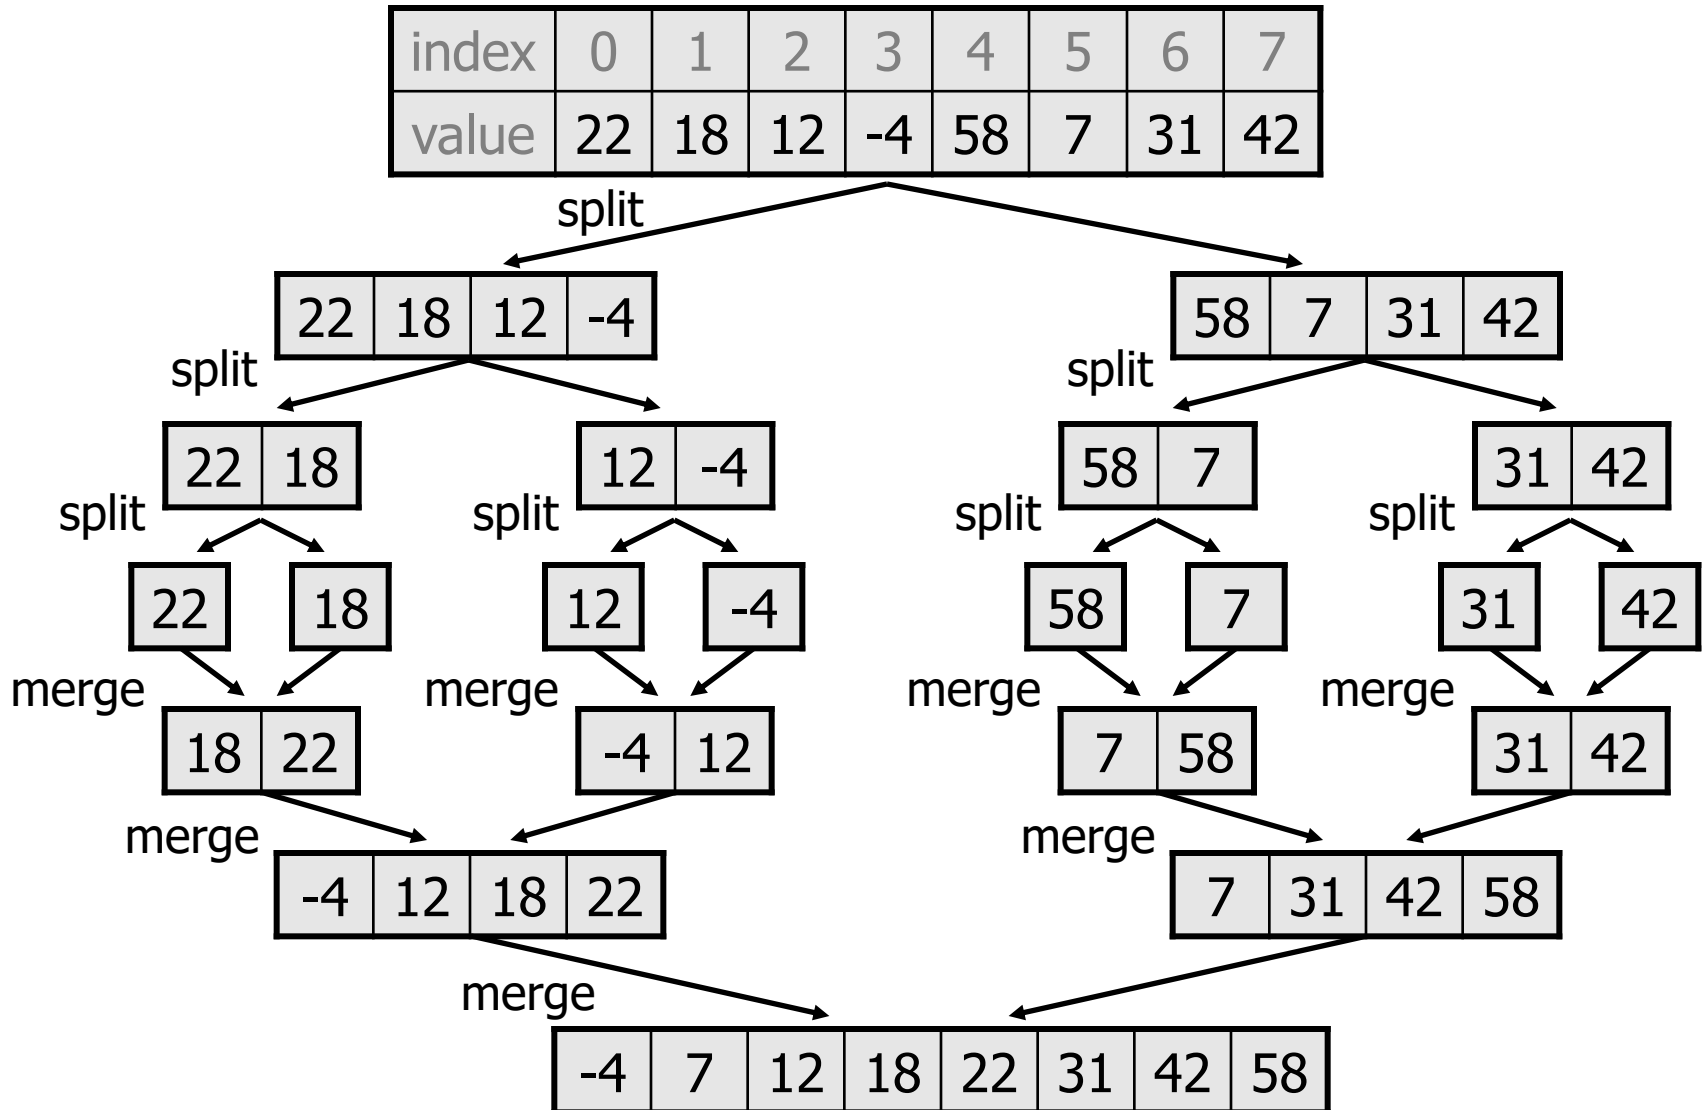 index 0 1 2 3 4 5 6 7
value 22 18 12 -4 58 7 31 42
split
22 18 12 -4 58 7 31 42
split split
22 18 12 -4 58 7 31 42
split split split split
22 18 12 -4 58 7 31 42
merge merge merge merge
18 22 -4 12 7 58 31 42
merge merge
-4 12 18 22 7 31 42 58
merge
-4 7 12 18 22 31 42 58